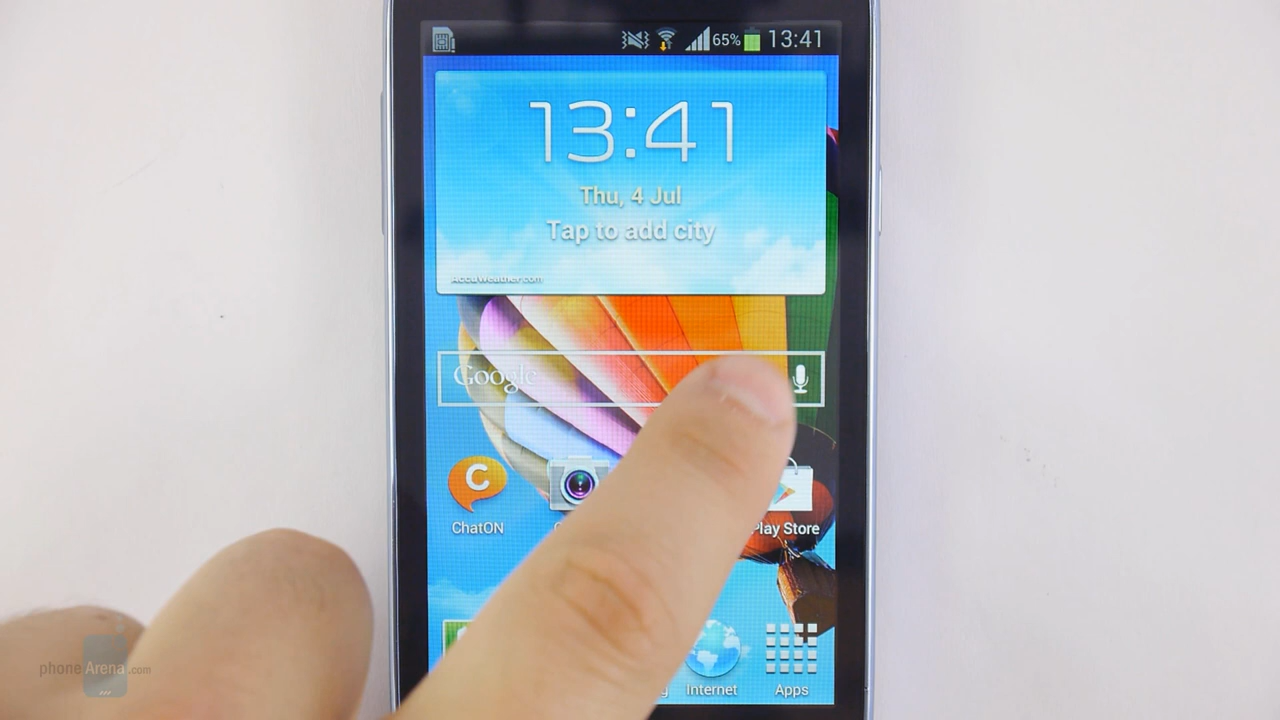 65% 13:41
13:41
Thu, 4 Jul
Tap to add city
AccuWeather.com
Google
C
ChatON
Play Store
Internet
Apps
phoneArena.com